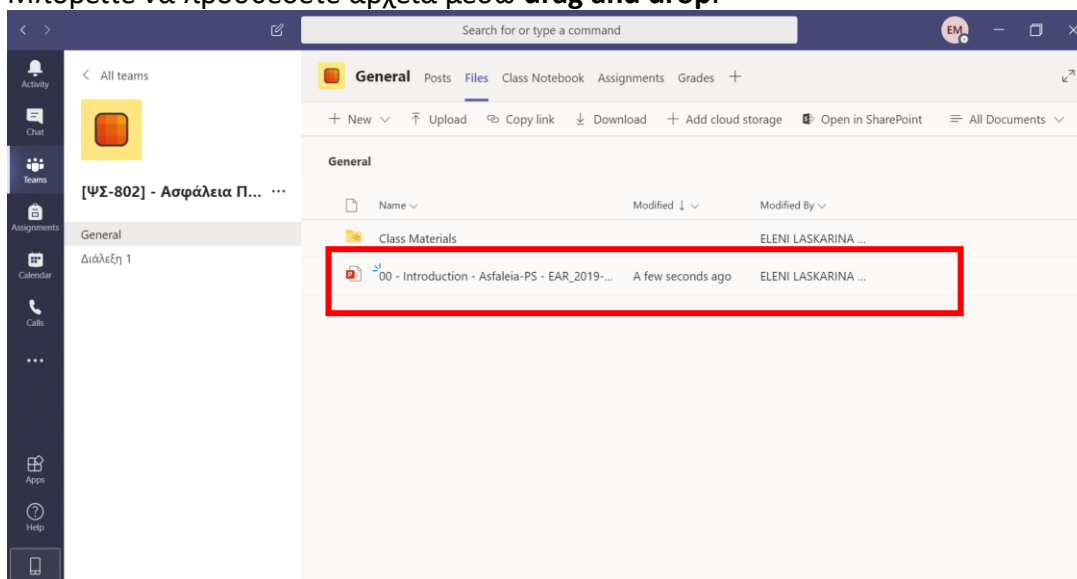 Μπορείτε να προσθέσετε αρχεία μέσω drag and drop.
Search for or type a command
EM
Activity
Chat
Teams
Assignments
Calendar
Calls
Apps
Help
All teams
[ΨΣ-802] - Ασφάλεια Π...
General
Διάλεξη 1
General Posts Files Class Notebook Assignments Grades +
+ New Upload Copy link Download + Add cloud storage Open in SharePoint All Documents
General
Name Modified Modified By
Class Materials ELENI LASKARINA ...
00 - Introduction - Asfaleia-PS - EAR_2019-... A few seconds ago ELENI LASKARINA ...